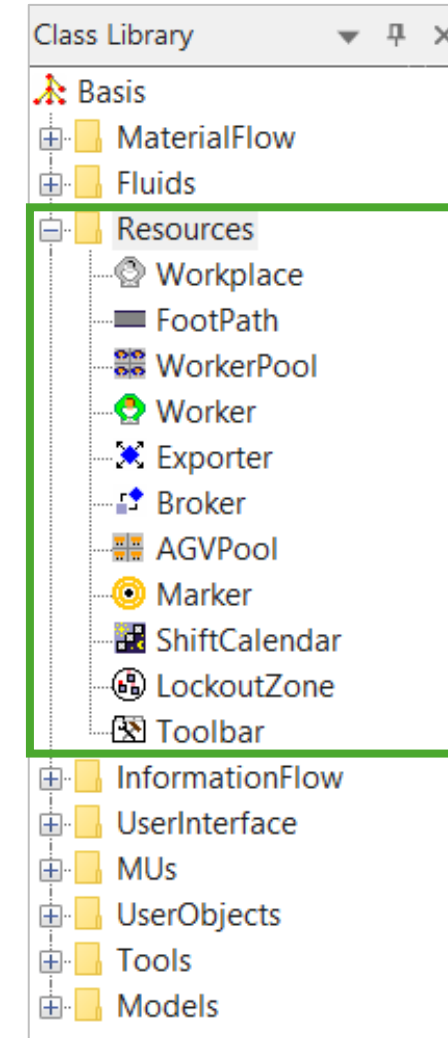 Class Library
Basis
MaterialFlow
Fluids
Resources
Workplace
FootPath
WorkerPool
Worker
Exporter
Broker
AGVPool
Marker
ShiftCalendar
LockoutZone
Toolbar
InformationFlow
UserInterface
MUs
UserObjects
Tools
Models